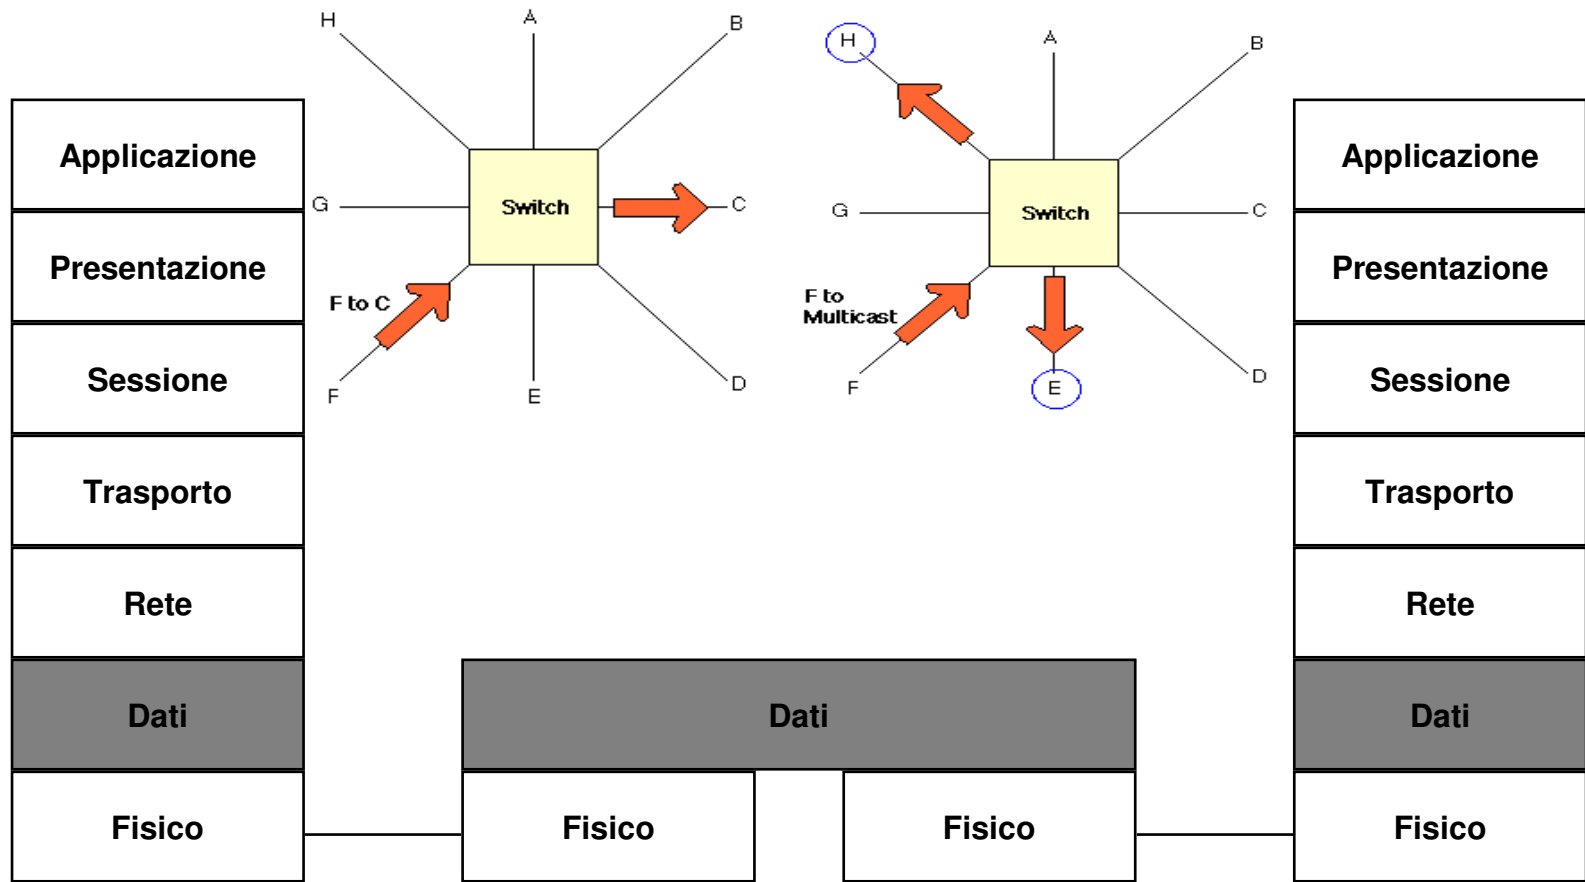 H
A
B
G
Switch
C
F to C
F
E
D
H
A
B
G
Switch
C
F to
Multicast
F
E
D
Applicazione
Presentazione
Sessione
Trasporto
Rete
Dati
Fisico
Dati
Fisico
Fisico
Applicazione
Presentazione
Sessione
Trasporto
Rete
Dati
Fisico